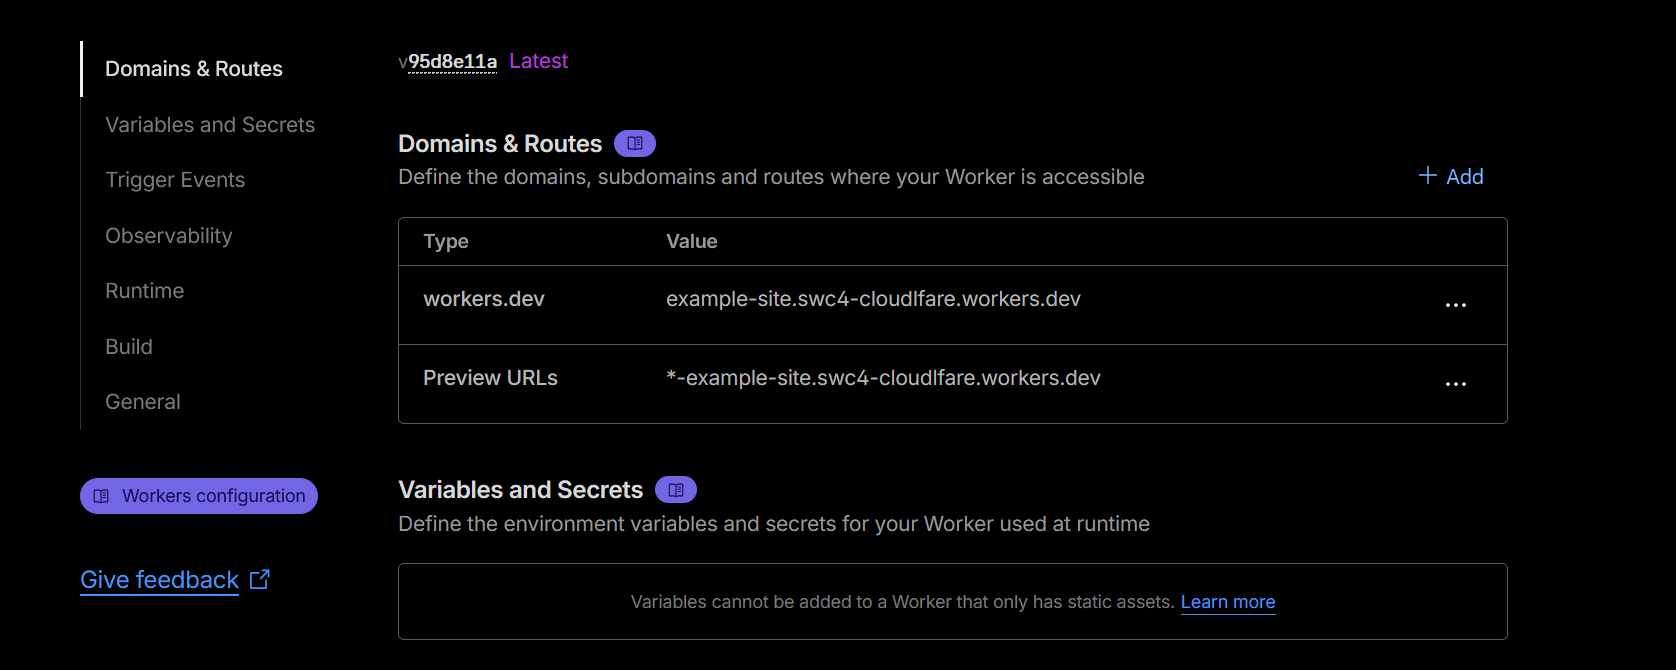 Domains & Routes
Variables and Secrets
Trigger Events
Observability
Runtime
Build
General
Workers configuration
Give feedback
v95d8e11a Latest
Domains & Routes
Define the domains, subdomains and routes where your Worker is accessible
+ Add
Type Value
workers.dev example-site.swc4-cloudlfare.workers.dev ...
Preview URLs *-example-site.swc4-cloudlfare.workers.dev ...
Variables and Secrets
Define the environment variables and secrets for your Worker used at runtime
Variables cannot be added to a Worker that only has static assets. Learn more